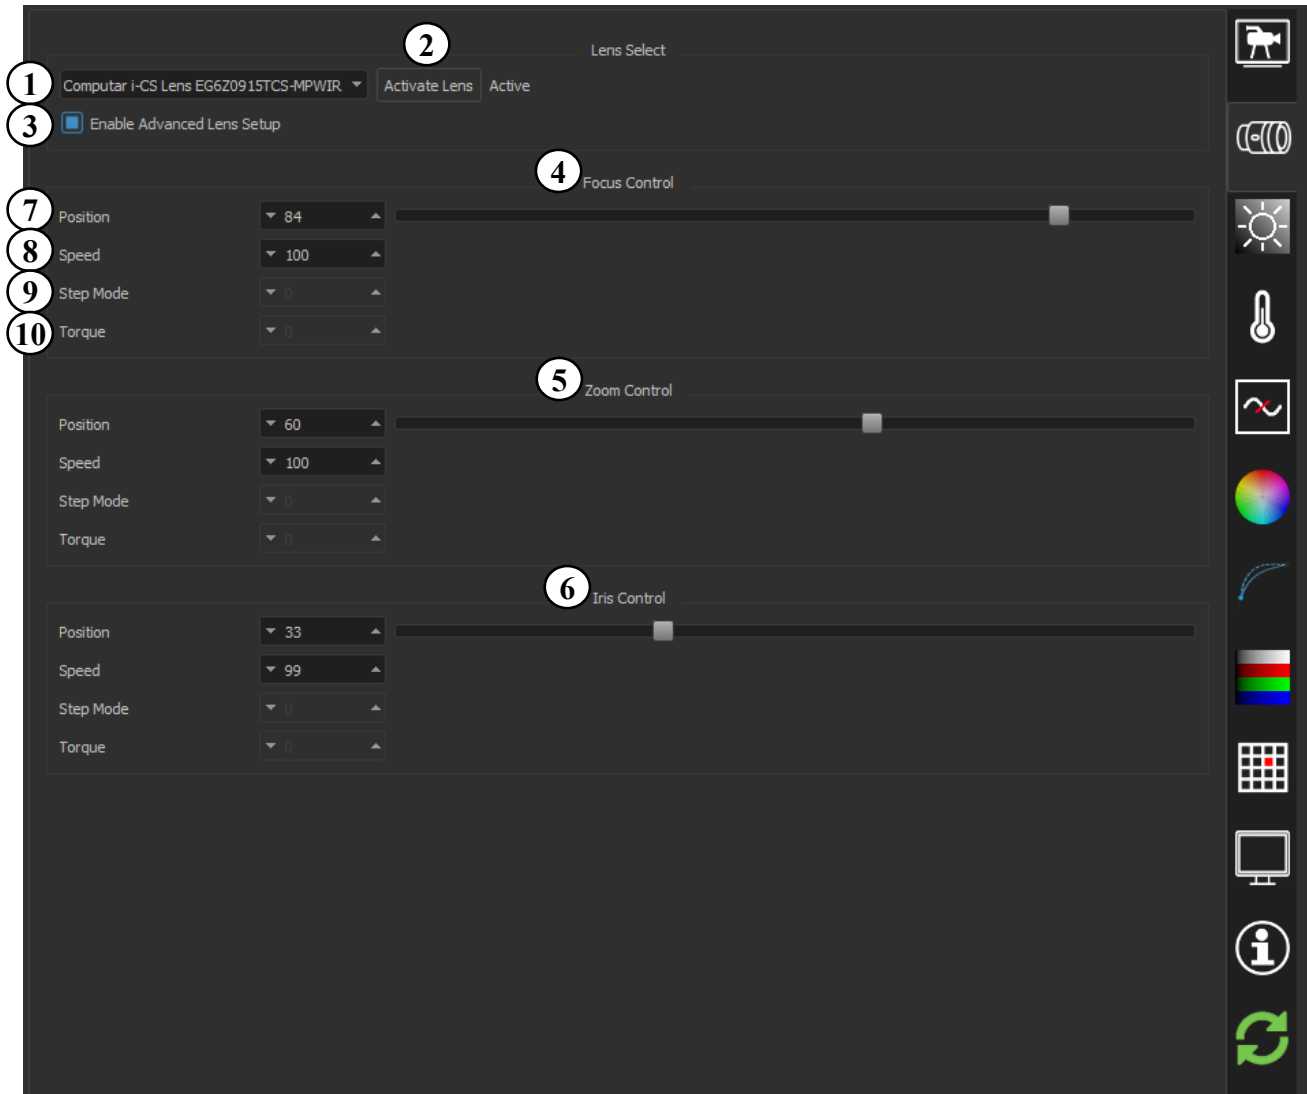 2
Lens Select
1 Computar i-CS Lens EG6Z0915TCS-MPWIR Activate Lens Active
3 Enable Advanced Lens Setup
4
Focus Control
7 Position 84
8 Speed 100
9 Step Mode 0
10 Torque 0
5
Zoom Control
Position 60
Speed 100
Step Mode 0
Torque 0
6
Iris Control
Position 33
Speed 99
Step Mode 0
Torque 0